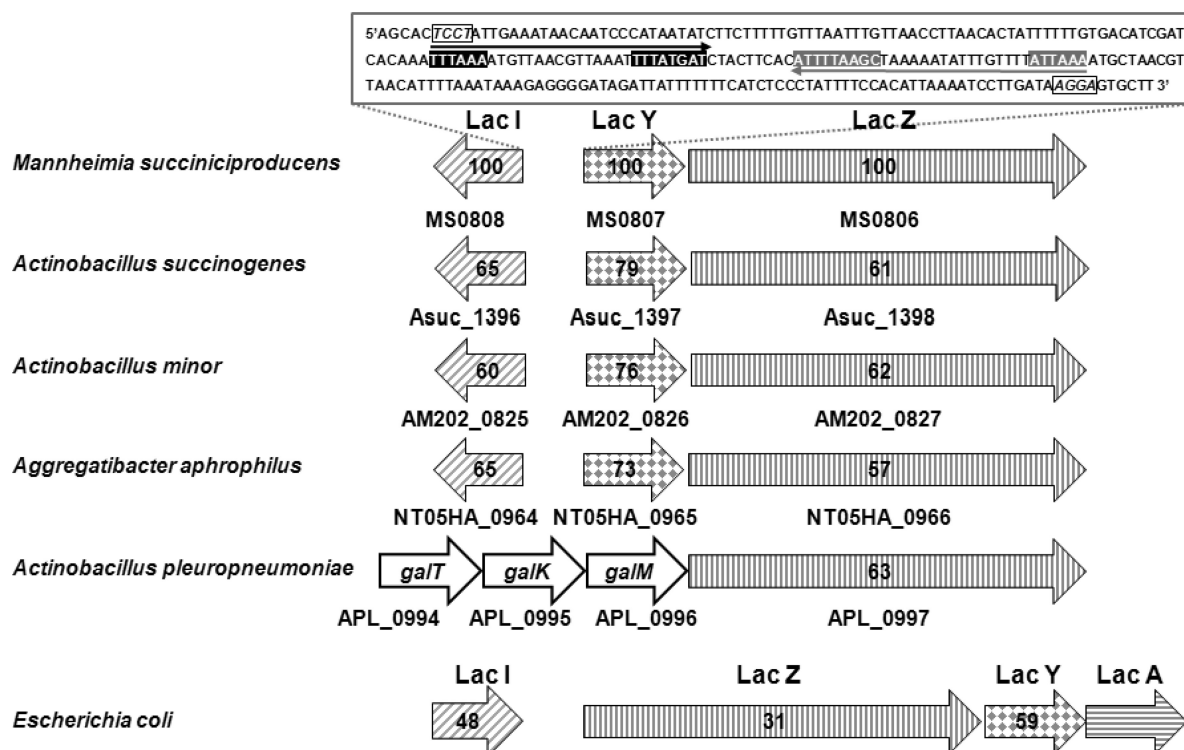 5'AGCACTCCTATTGAAATAACAATCCCATAATATCTTCTTTTTGTTTAATTTGTTAACCTTAACACTATTTTTTGTGACATCGAT
CACAAATTTAAAATGTTAACGTTAAATTTTATGATCTACTTCACATTTTAAGCTAAAAATATTTGTTTTATTAAAATGCTAACGT
TAACATTTTAAATAAAGAGGGGATAGATTATTTTTTTCATCTCCCTATTTTCCACATTAAAATCCTTGATAAGGAGTGCTT 3'
Lac I Lac Y Lac Z
Mannheimia succiniciproducens 100 100 100
MS0808 MS0807 MS0806
Actinobacillus succinogenes 65 79 61
Asuc_1396 Asuc_1397 Asuc_1398
Actinobacillus minor 60 76 62
AM202_0825 AM202_0826 AM202_0827
Aggregatibacter aphrophilus 65 73 57
NT05HA_0964 NT05HA_0965 NT05HA_0966
Actinobacillus pleuropneumoniae galT galK galM 63
APL_0994 APL_0995 APL_0996 APL_0997
Lac I Lac Z Lac Y Lac A
Escherichia coli 48 31 59